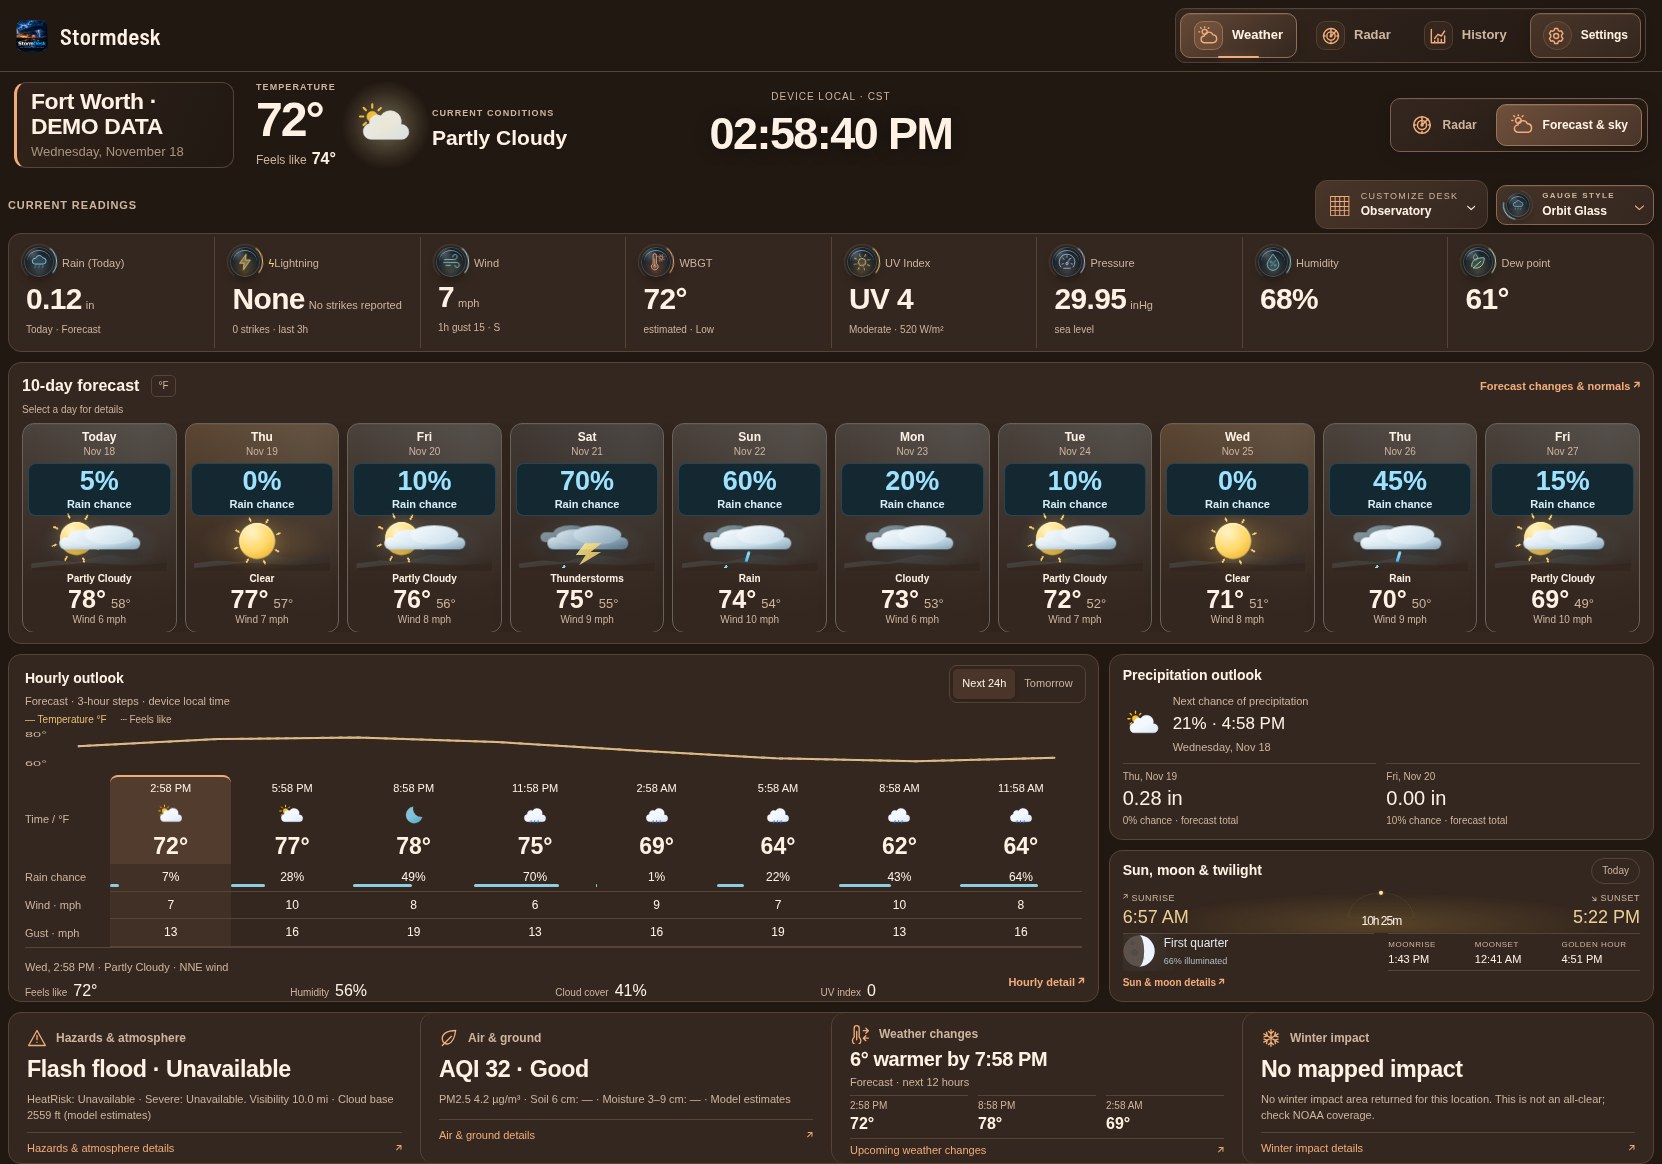 Stormdesk
Weather
Radar
History
Settings
Fort Worth ·
DEMO DATA
Wednesday, November 18
TEMPERATURE
72°
Feels like 74°
CURRENT CONDITIONS
Partly Cloudy
DEVICE LOCAL · CST
02:58:40 PM
Radar
Forecast & sky
CURRENT READINGS
CUSTOMIZE DESK
Observatory
GAUGE STYLE
Orbit Glass
Rain (Today)
0.12 in
Today · Forecast
ϟLightning
None No strikes reported
0 strikes · last 3h
Wind
7 mph
1h gust 15 · S
WBGT
72°
estimated · Low
UV Index
UV 4
Moderate · 520 W/m²
Pressure
29.95 inHg
sea level
Humidity
68%
Dew point
61°
10-day forecast °F
Forecast changes & normals ↗
Select a day for details
Today
Nov 18
5%
Rain chance
Partly Cloudy
78° 58°
Wind 6 mph
Thu
Nov 19
0%
Rain chance
Clear
77° 57°
Wind 7 mph
Fri
Nov 20
10%
Rain chance
Partly Cloudy
76° 56°
Wind 8 mph
Sat
Nov 21
70%
Rain chance
Thunderstorms
75° 55°
Wind 9 mph
Sun
Nov 22
60%
Rain chance
Rain
74° 54°
Wind 10 mph
Mon
Nov 23
20%
Rain chance
Cloudy
73° 53°
Wind 6 mph
Tue
Nov 24
10%
Rain chance
Partly Cloudy
72° 52°
Wind 7 mph
Wed
Nov 25
0%
Rain chance
Clear
71° 51°
Wind 8 mph
Thu
Nov 26
45%
Rain chance
Rain
70° 50°
Wind 9 mph
Fri
Nov 27
15%
Rain chance
Partly Cloudy
69° 49°
Wind 10 mph
Hourly outlook
Next 24h Tomorrow
Forecast · 3-hour steps · device local time
— Temperature °F ┄ Feels like
80°
60°
2:58 PM 5:58 PM 8:58 PM 11:58 PM 2:58 AM 5:58 AM 8:58 AM 11:58 AM
Time / °F
72° 77° 78° 75° 69° 64° 62° 64°
Rain chance 7% 28% 49% 70% 1% 22% 43% 64%
Wind · mph 7 10 8 6 9 7 10 8
Gust · mph 13 16 19 13 16 19 13 16
Wed, 2:58 PM · Partly Cloudy · NNE wind
Feels like 72° Humidity 56% Cloud cover 41% UV index 0
Hourly detail ↗
Precipitation outlook
Next chance of precipitation
21% · 4:58 PM
Wednesday, Nov 18
Thu, Nov 19
0.28 in
0% chance · forecast total
Fri, Nov 20
0.00 in
10% chance · forecast total
Sun, moon & twilight
Today
↗ SUNRISE
6:57 AM
10h 25m
↘ SUNSET
5:22 PM
First quarter
66% illuminated
MOONRISE
1:43 PM
MOONSET
12:41 AM
GOLDEN HOUR
4:51 PM
Sun & moon details ↗
Hazards & atmosphere
Flash flood · Unavailable
HeatRisk: Unavailable · Severe: Unavailable. Visibility 10.0 mi · Cloud base
2559 ft (model estimates)
Hazards & atmosphere details ↗
Air & ground
AQI 32 · Good
PM2.5 4.2 µg/m³ · Soil 6 cm: — · Moisture 3–9 cm: — · Model estimates
Air & ground details ↗
Weather changes
6° warmer by 7:58 PM
Forecast · next 12 hours
2:58 PM 8:58 PM 2:58 AM
72° 78° 69°
Upcoming weather changes ↗
Winter impact
No mapped impact
No winter impact area returned for this location. This is not an all-clear;
check NOAA coverage.
Winter impact details ↗